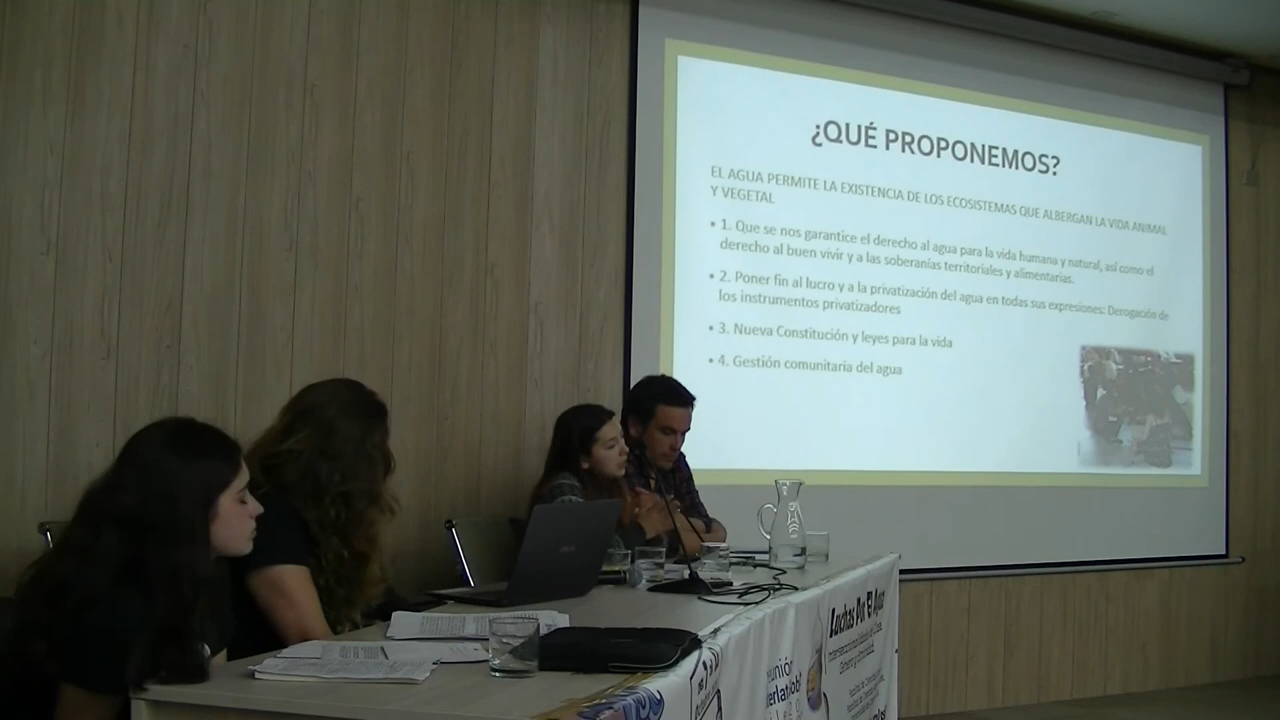 ¿QUÉ PROPONEMOS?
EL AGUA PERMITE LA EXISTENCIA DE LOS ECOSISTEMAS QUE ALBERGAN LA VIDA ANIMAL
Y VEGETAL
• 1. Que se nos garantice el derecho al agua para la vida humana y natural, así como el
derecho al buen vivir y a las soberanías territoriales y alimentarias.
• 2. Poner fin al lucro y a la privatización del agua en todas sus expresiones: Derogación de
los instrumentos privatizadores
• 3. Nueva Constitución y leyes para la vida
• 4. Gestión comunitaria del agua
Luchas Por El Agua